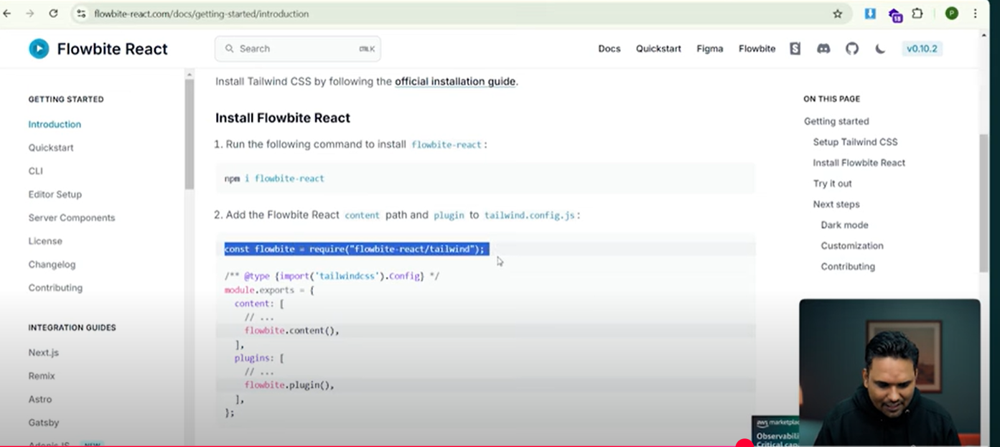 flowbite-react.com/docs/getting-started/introduction
18
P
Flowbite React
Search
CTRL K
Docs
Quickstart
Figma
Flowbite
v0.10.2
GETTING STARTED
Introduction
Quickstart
CLI
Editor Setup
Server Components
License
Changelog
Contributing
INTEGRATION GUIDES
Next.js
Remix
Astro
Gatsby
AdonisJS NEW
Install Tailwind CSS by following the official installation guide.
Install Flowbite React
1. Run the following command to install flowbite-react:
npm i flowbite-react
2. Add the Flowbite React content path and plugin to tailwind.config.js:
const flowbite = require("flowbite-react/tailwind");
/** @type {import('tailwindcss').Config} */
module.exports = {
content: [
// ...
flowbite.content(),
],
plugins: [
// ...
flowbite.plugin(),
],
};
ON THIS PAGE
Getting started
Setup Tailwind CSS
Install Flowbite React
Try it out
Next steps
Dark mode
Customization
Contributing
aws marketplac
Observabili
Critical cap